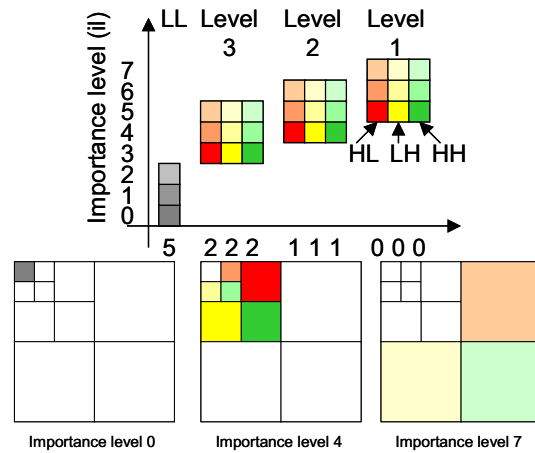 LL Level Level Level
3 2 1
Importance level (il)
7
6
5
4
3
2
1
0
HL LH HH
5 2 2 2 1 1 1 0 0 0
Importance level 0 Importance level 4 Importance level 7